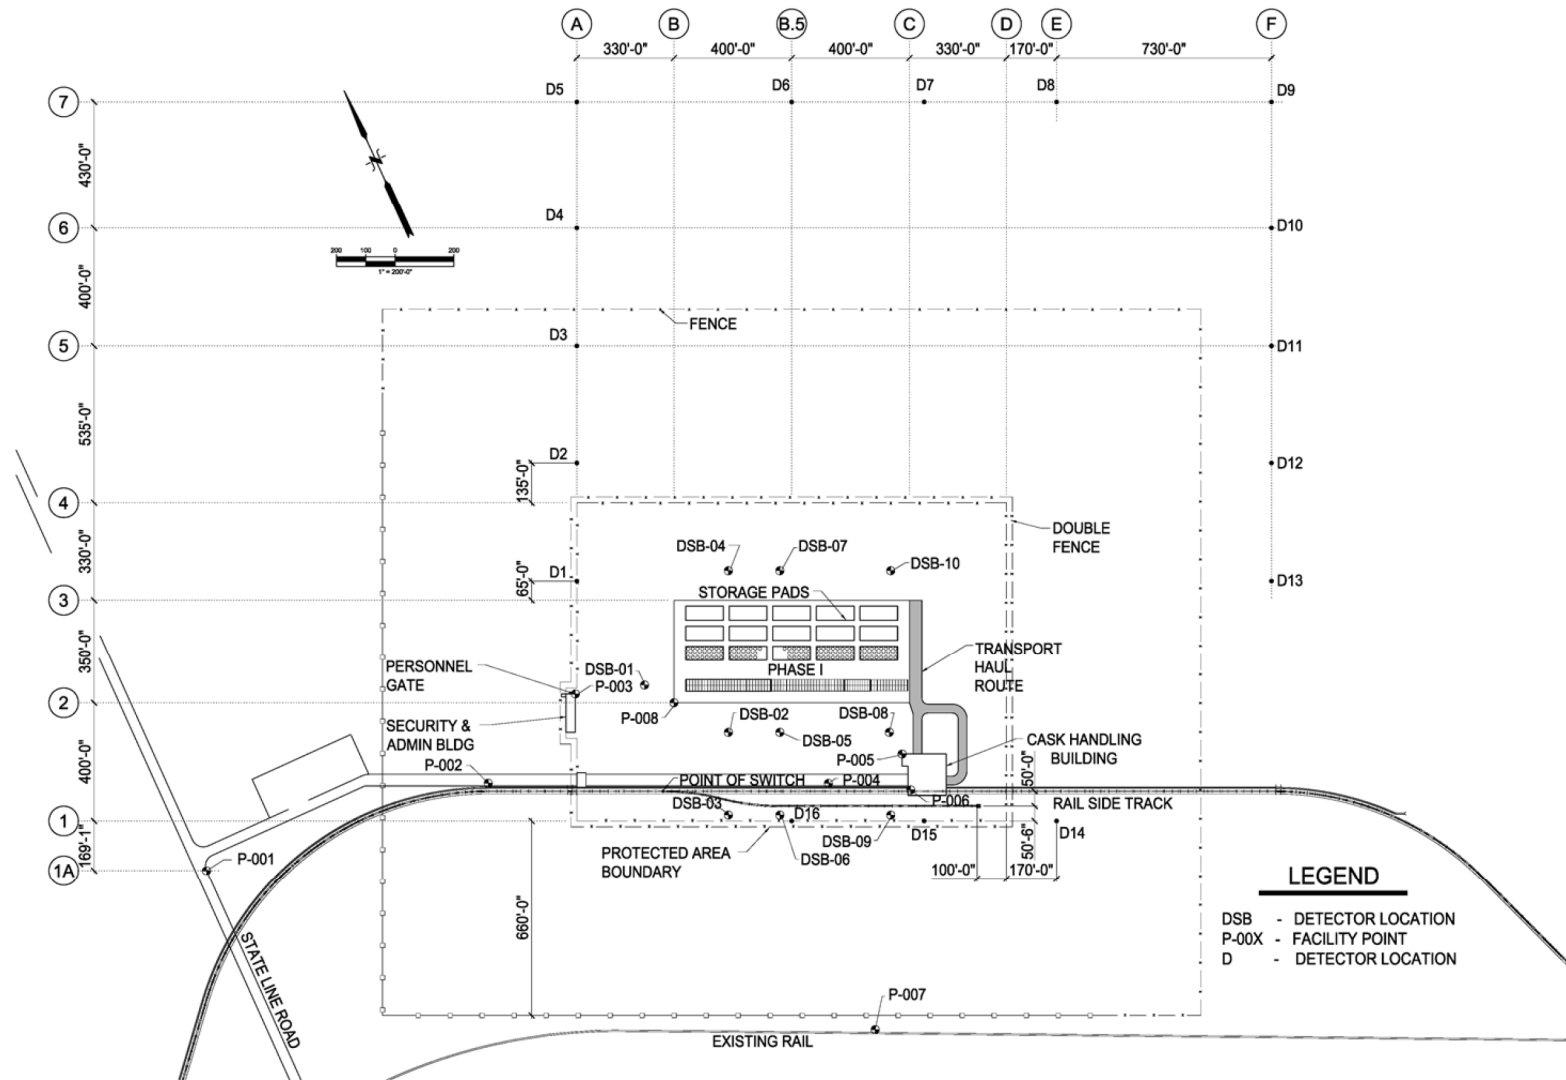 A B B.5 C D E F
330'-0" 400'-0" 400'-0" 330'-0" 170'-0" 730'-0"
7 D5 D6 D7 D8 D9
430'-0"
6 D4 D10
200 100 0 200
1" = 200'-0"
400'-0"
FENCE
5 D3 D11
535'-0"
D2 D12
135'-0"
4
DOUBLE
FENCE
330'-0"
DSB-04 DSB-07 DSB-10
D1 D13
65'-0"
STORAGE PADS
3
350'-0"
TRANSPORT
HAUL
ROUTE
PERSONNEL
GATE
DSB-01
PHASE I
P-003
2
P-008
DSB-02 DSB-08
SECURITY &
ADMIN BLDG
DSB-05
CASK HANDLING
BUILDING
400'-0"
P-002
P-005
50'-0"
POINT OF SWITCH P-004
DSB-03 P-006 RAIL SIDE TRACK
D16
1 D15 D14
DSB-09
50'-6"
169'-1"
PROTECTED AREA
BOUNDARY
DSB-06
P-001
1A
100'-0" 170'-0"
LEGEND
660'-0"
DSB - DETECTOR LOCATION
P-00X - FACILITY POINT
D - DETECTOR LOCATION
STATE LINE ROAD
P-007
EXISTING RAIL